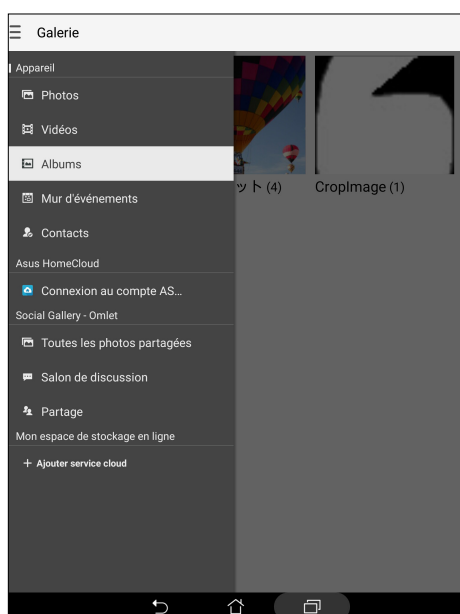 Galerie
Appareil
Photos
Vidéos
Albums
Mur d'événements
ット (4)
CropImage (1)
Contacts
Asus HomeCloud
Connexion au compte AS...
Social Gallery - Omlet
Toutes les photos partagées
Salon de discussion
Partage
Mon espace de stockage en ligne
+ Ajouter service cloud